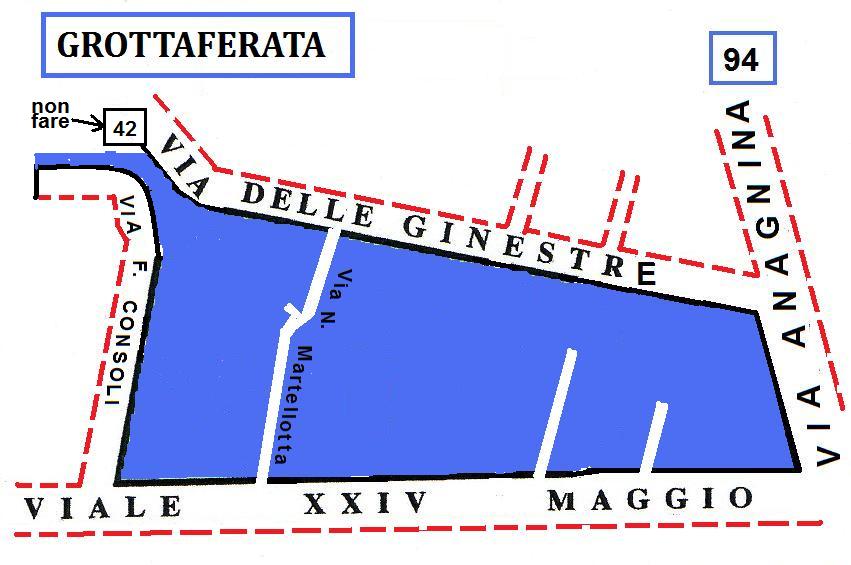 GROTTAFERATA
94
non
fare
42
VIA DELLE GINESTRE
VIA ANAGNINA
VIA F. CONSOLI
Via N. Martellotta
VIALE XXIV MAGGIO